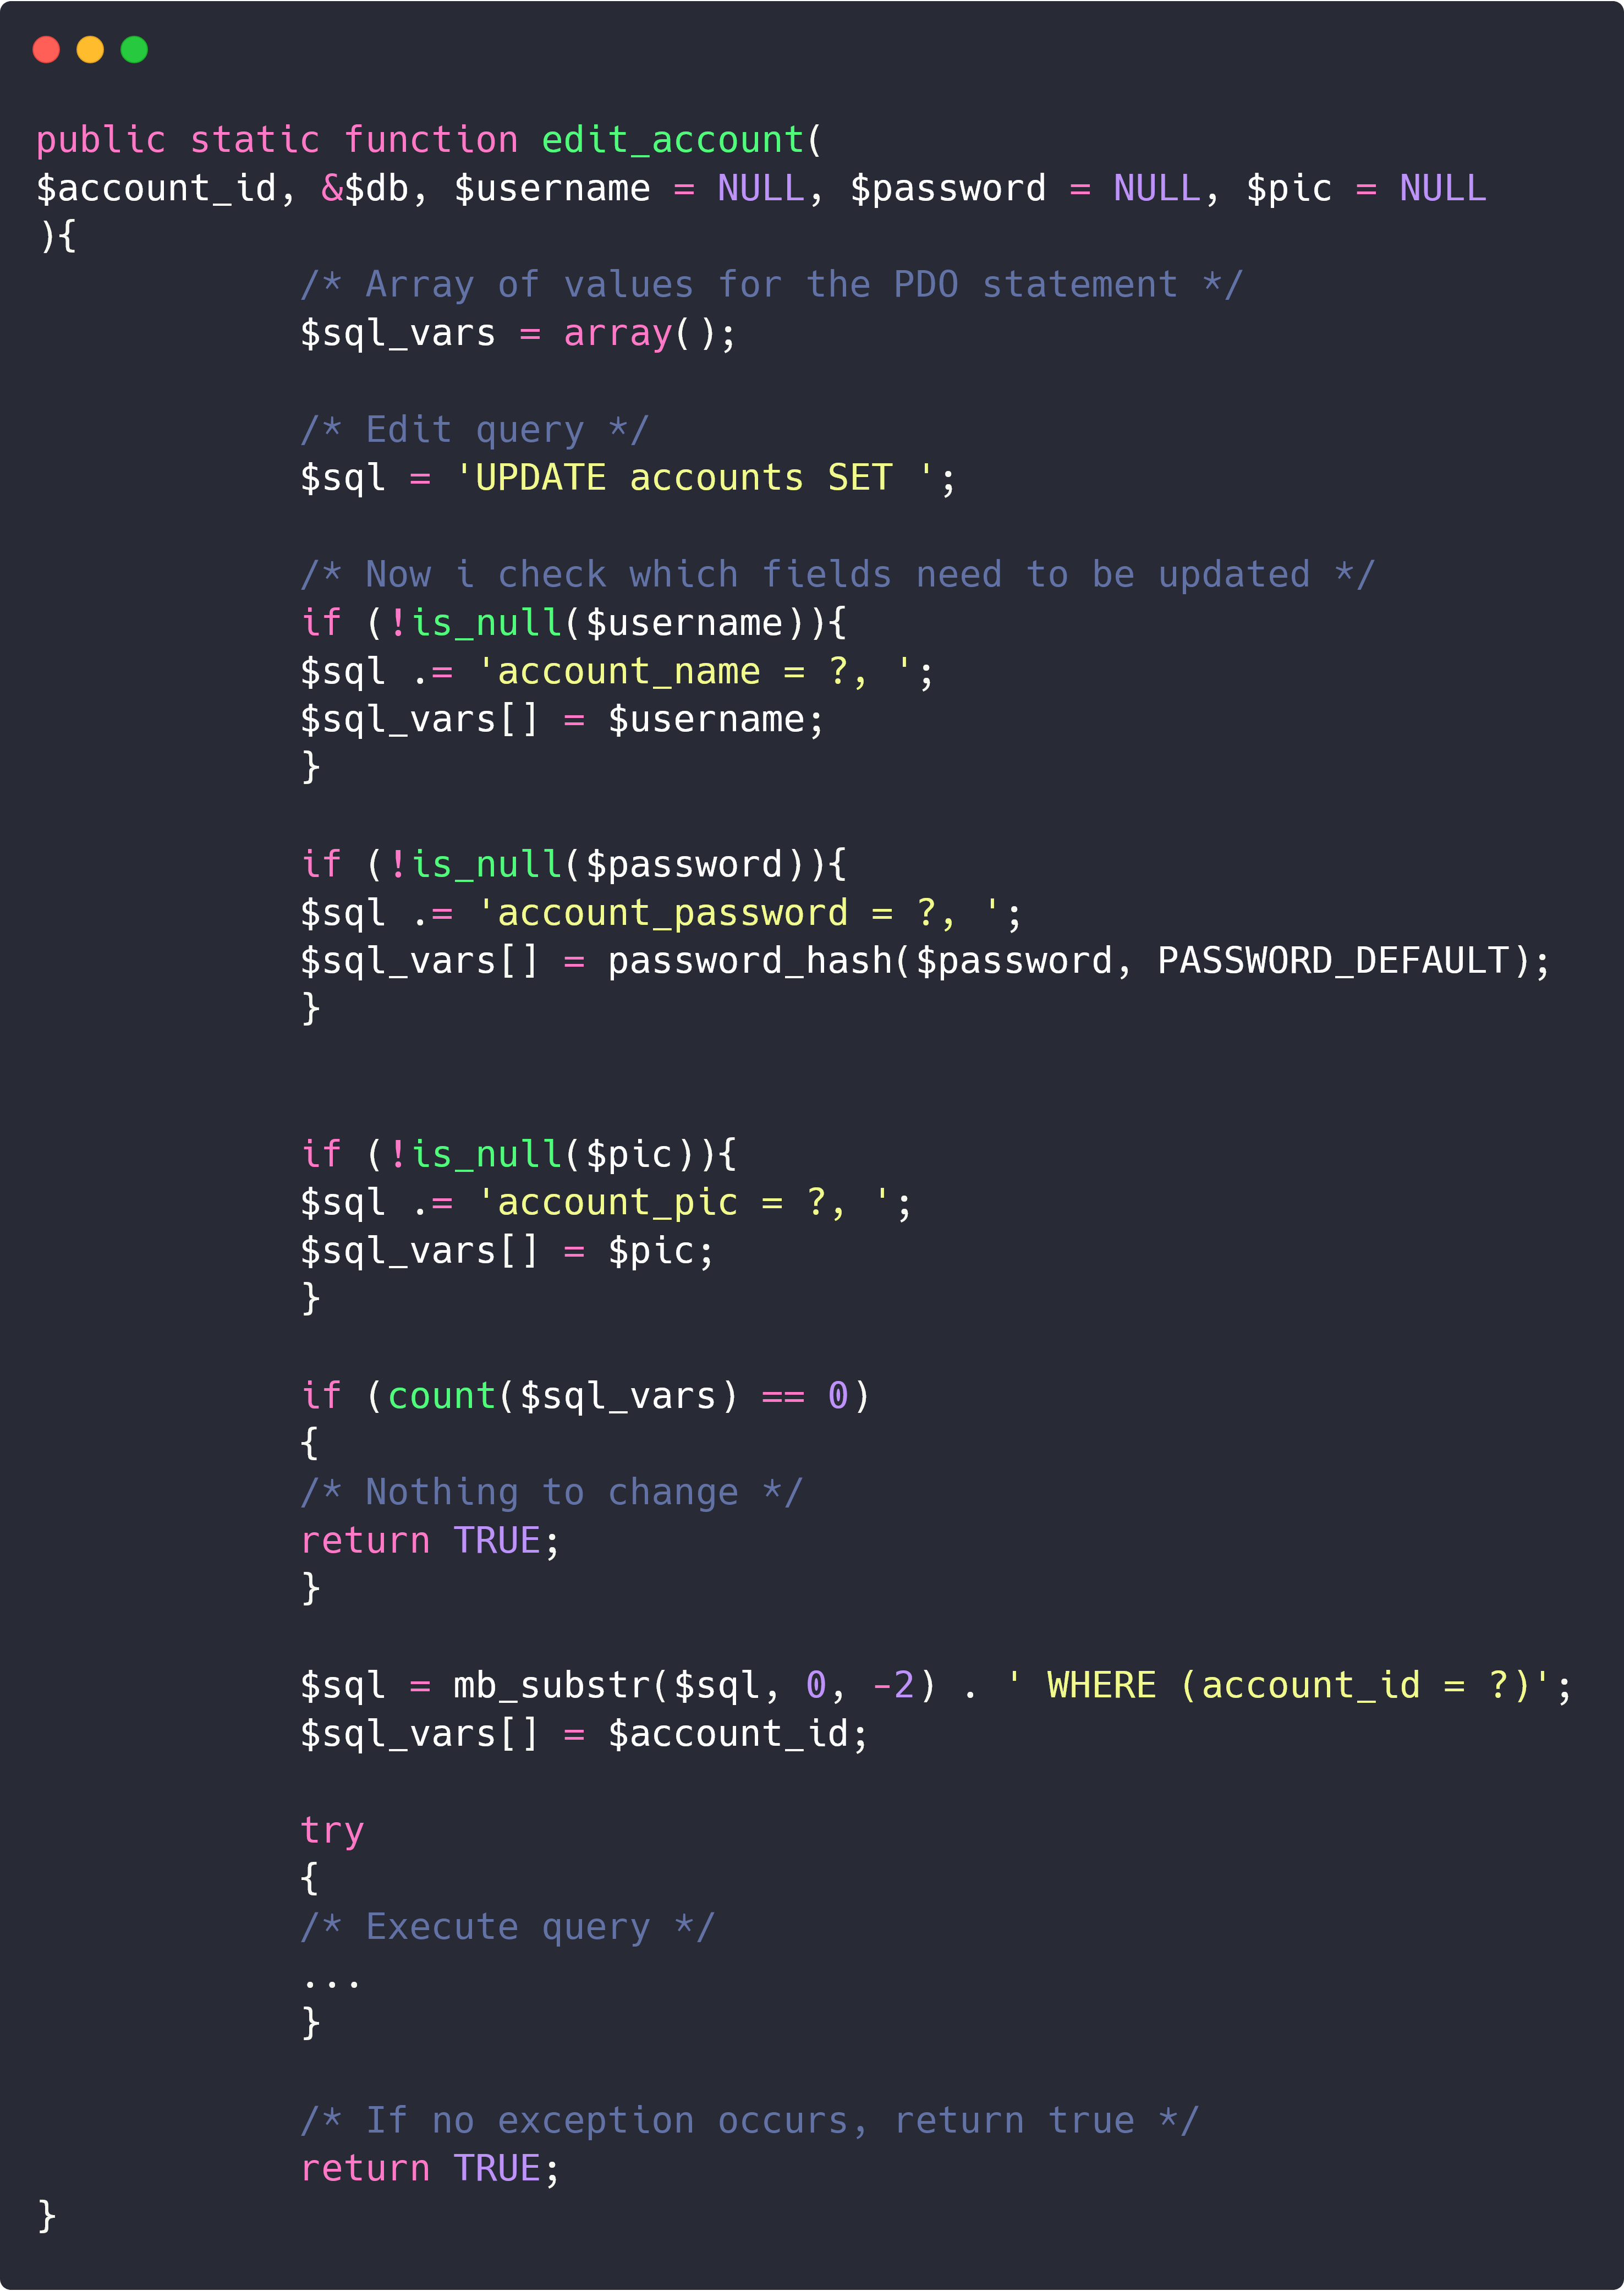 public static function edit_account(
$account_id, &$db, $username = NULL, $password = NULL, $pic = NULL
){
/* Array of values for the PDO statement */
$sql_vars = array();
/* Edit query */
$sql = 'UPDATE accounts SET ';
/* Now i check which fields need to be updated */
if (!is_null($username)){
$sql .= 'account_name = ?, ';
$sql_vars[] = $username;
}
if (!is_null($password)){
$sql .= 'account_password = ?, ';
$sql_vars[] = password_hash($password, PASSWORD_DEFAULT);
}
if (!is_null($pic)){
$sql .= 'account_pic = ?, ';
$sql_vars[] = $pic;
}
if (count($sql_vars) == 0)
{
/* Nothing to change */
return TRUE;
}
$sql = mb_substr($sql, 0, -2) . ' WHERE (account_id = ?)';
$sql_vars[] = $account_id;
try
{
/* Execute query */
...
}
/* If no exception occurs, return true */
return TRUE;
}